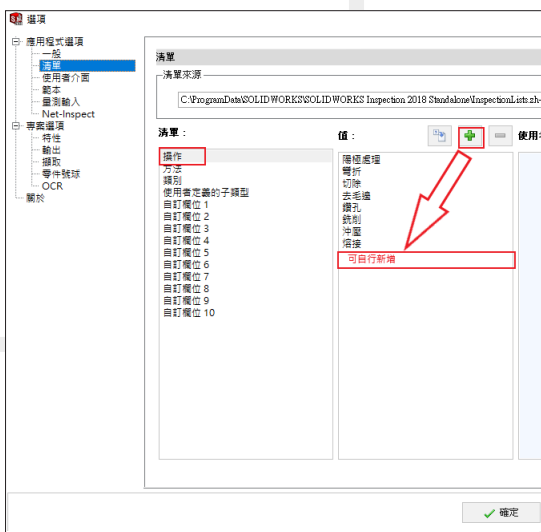 選項
應用程式選項
一般
清單
使用者介面
範本
量測輸入
Net-Inspect
專案選項
特性
輸出
擷取
零件號球
OCR
關於
清單
清單來源
C:\ProgramData\SOLIDWORKS\SOLIDWORKS Inspection 2018 Standalone\InspectionLists.zh-
清單：
操作
方法
類別
使用者定義的子類型
自訂欄位 1
自訂欄位 2
自訂欄位 3
自訂欄位 4
自訂欄位 5
自訂欄位 6
自訂欄位 7
自訂欄位 8
自訂欄位 9
自訂欄位 10
值：
使用
陽極處理
彎折
切除
去毛邊
鑽孔
銑削
沖壓
熔接
可自行新增
確定